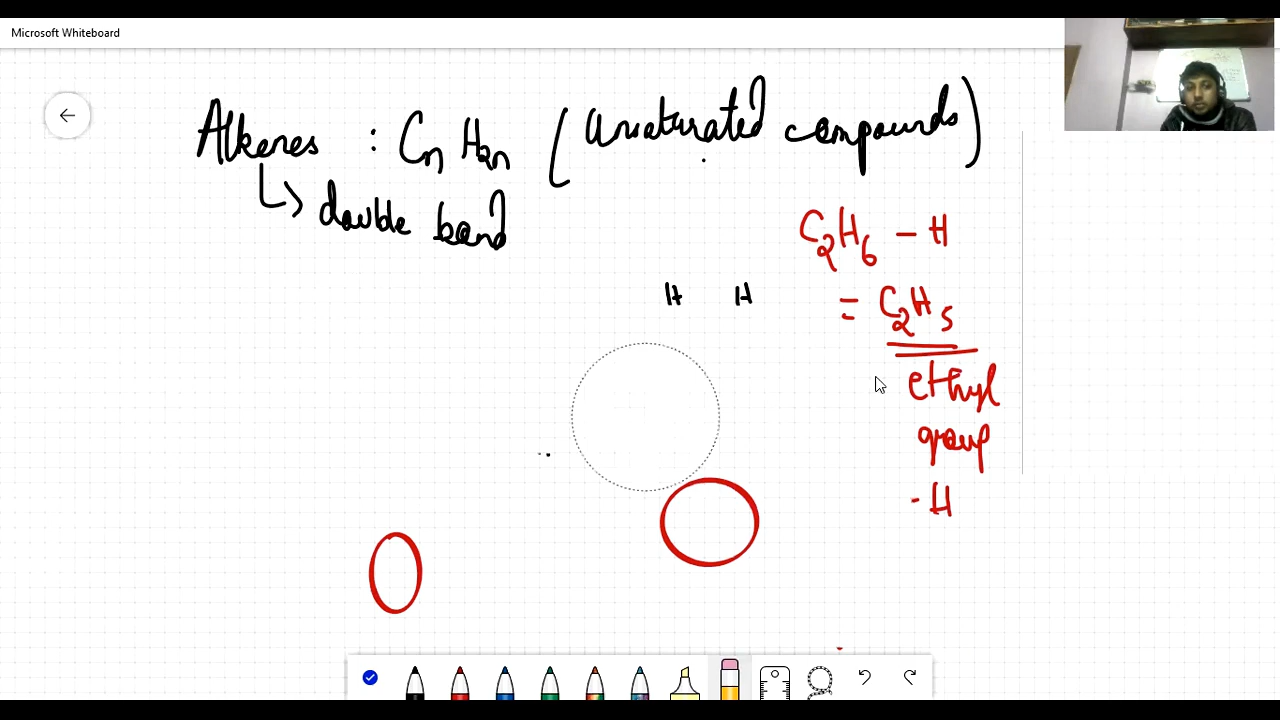 Microsoft Whiteboard
Alkenes : CnH2n (Unsaturated compounds)
↳ double bond
C2H6 - H
H H
= C2H5
ethyl
group
- H